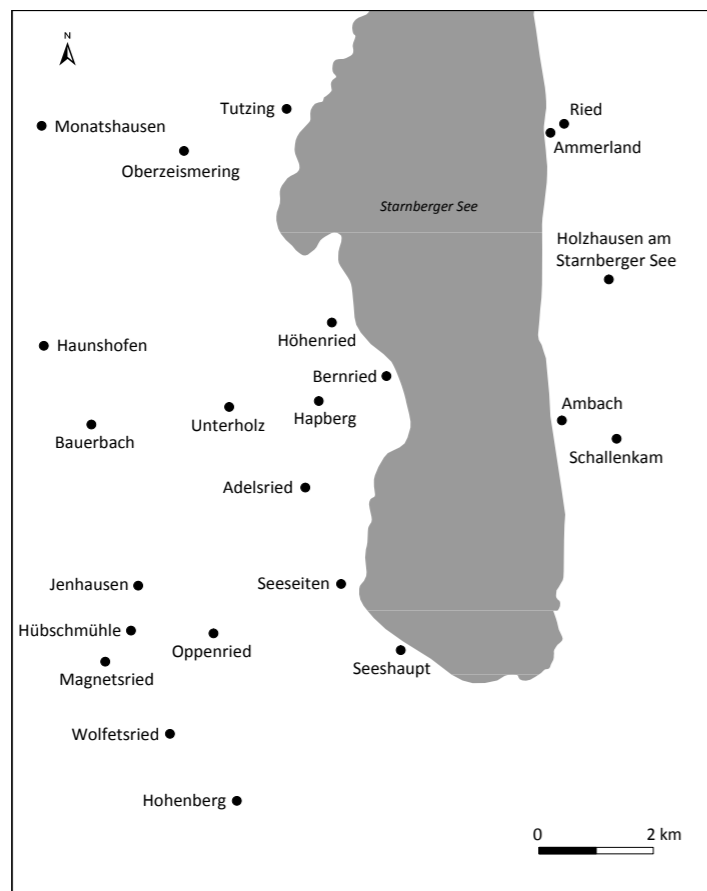 N
Tutzing
Ried
Monatshausen
Ammerland
Oberzeismering
Starnberger See
Holzhausen am
Starnberger See
Höhenried
Haunshofen
Bernried
Ambach
Hapberg
Unterholz
Bauerbach
Schallenkam
Adelsried
Jenhausen
Seeseiten
Hübschmühle
Oppenried
Seeshaupt
Magnetsried
Wolfetsried
Hohenberg
0 2 km